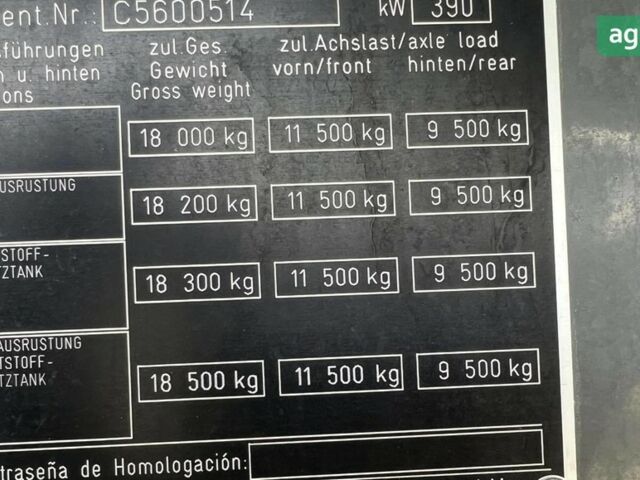 ent.Nr.: C5600514 kW 390
ag
sführungen zul.Ges. zul.Achslast/axle load
n u. hinten Gewicht vorn/front hinten/rear
ons Gross weight
18 000 kg 11 500 kg 9 500 kg
AUSRÜSTUNG
18 200 kg 11 500 kg 9 500 kg
STOFF-
TZTANK
18 300 kg 11 500 kg 9 500 kg
AUSRÜSTUNG
TSTOFF-
TZTANK
18 500 kg 11 500 kg 9 500 kg
traseña de Homologación: